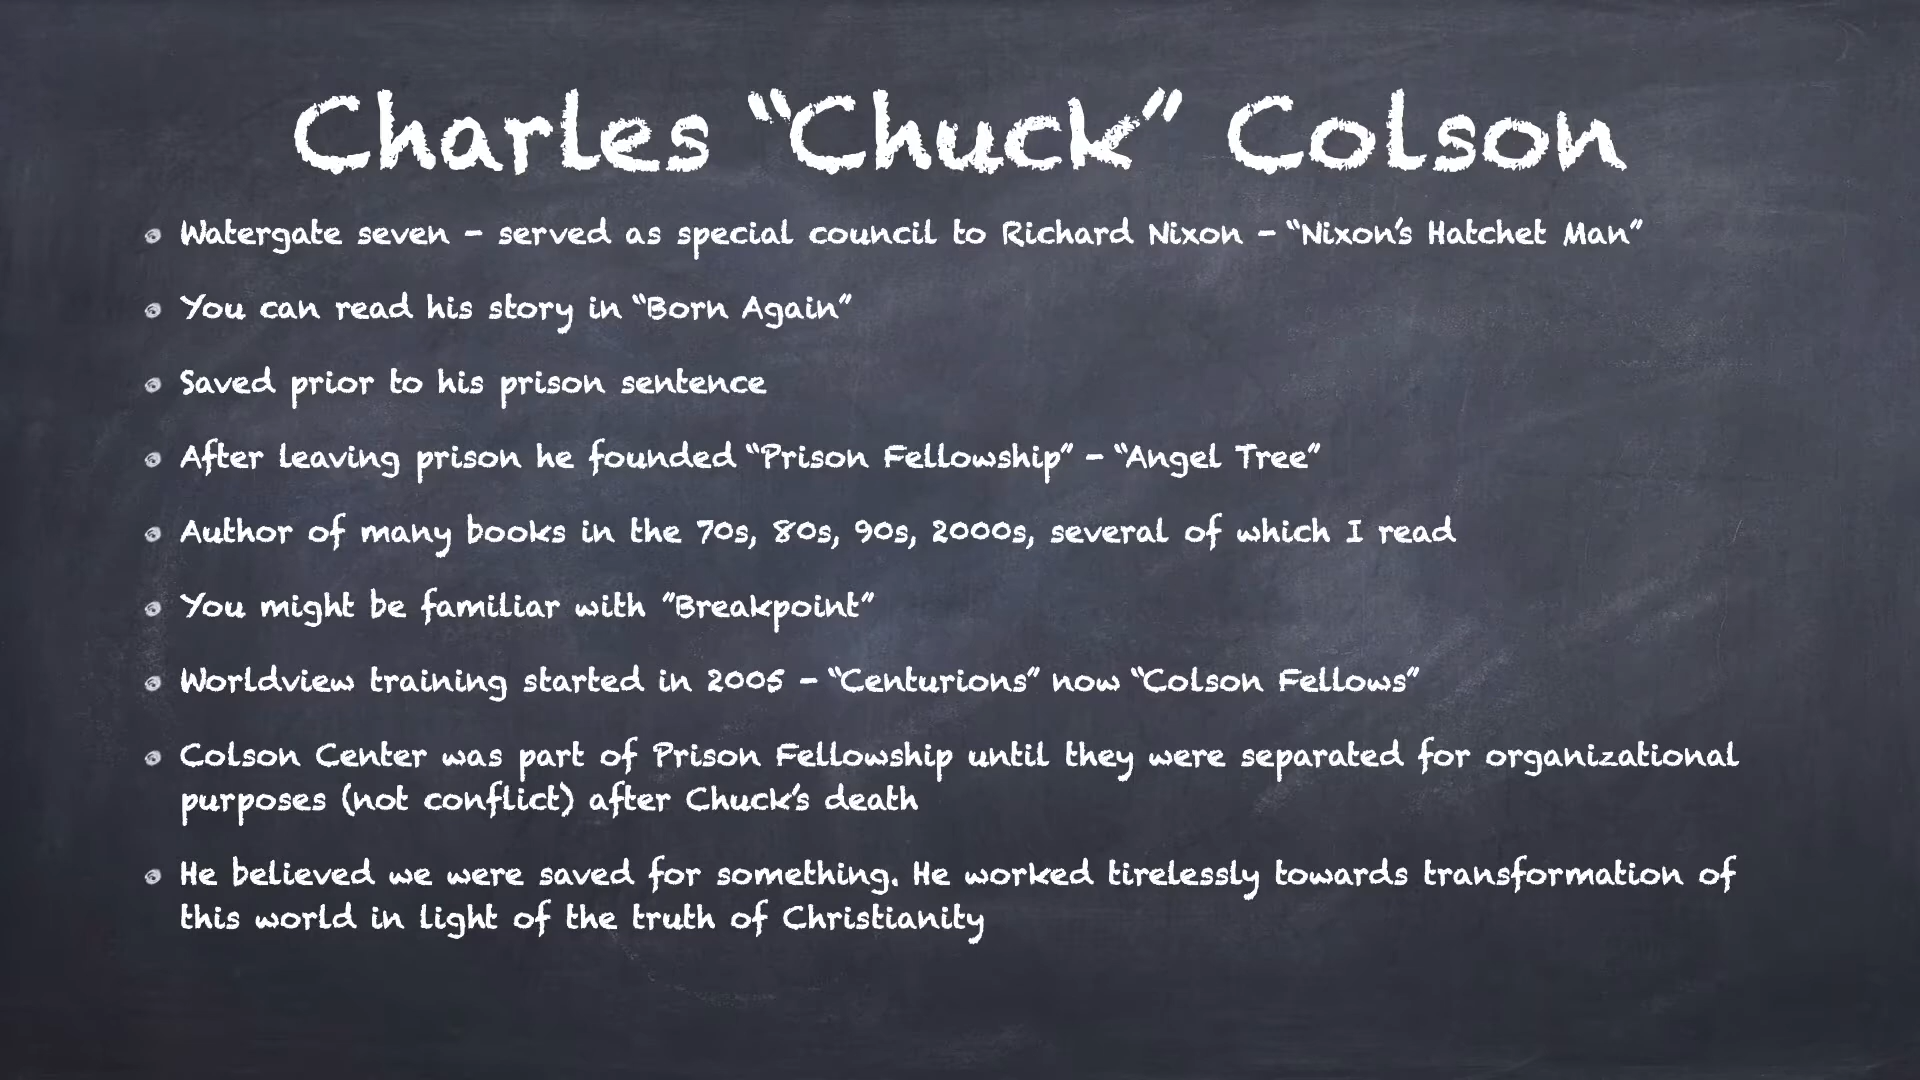 Charles “Chuck” Colson
Watergate seven - served as special council to Richard Nixon - “Nixon’s Hatchet Man”
You can read his story in “Born Again”
Saved prior to his prison sentence
After leaving prison he founded “Prison Fellowship” - “Angel Tree”
Author of many books in the 70s, 80s, 90s, 2000s, several of which I read
You might be familiar with ”Breakpoint”
Worldview training started in 2005 - “Centurions” now “Colson Fellows”
Colson Center was part of Prison Fellowship until they were separated for organizational
purposes (not conflict) after Chuck’s death
He believed we were saved for something. He worked tirelessly towards transformation of
this world in light of the truth of Christianity